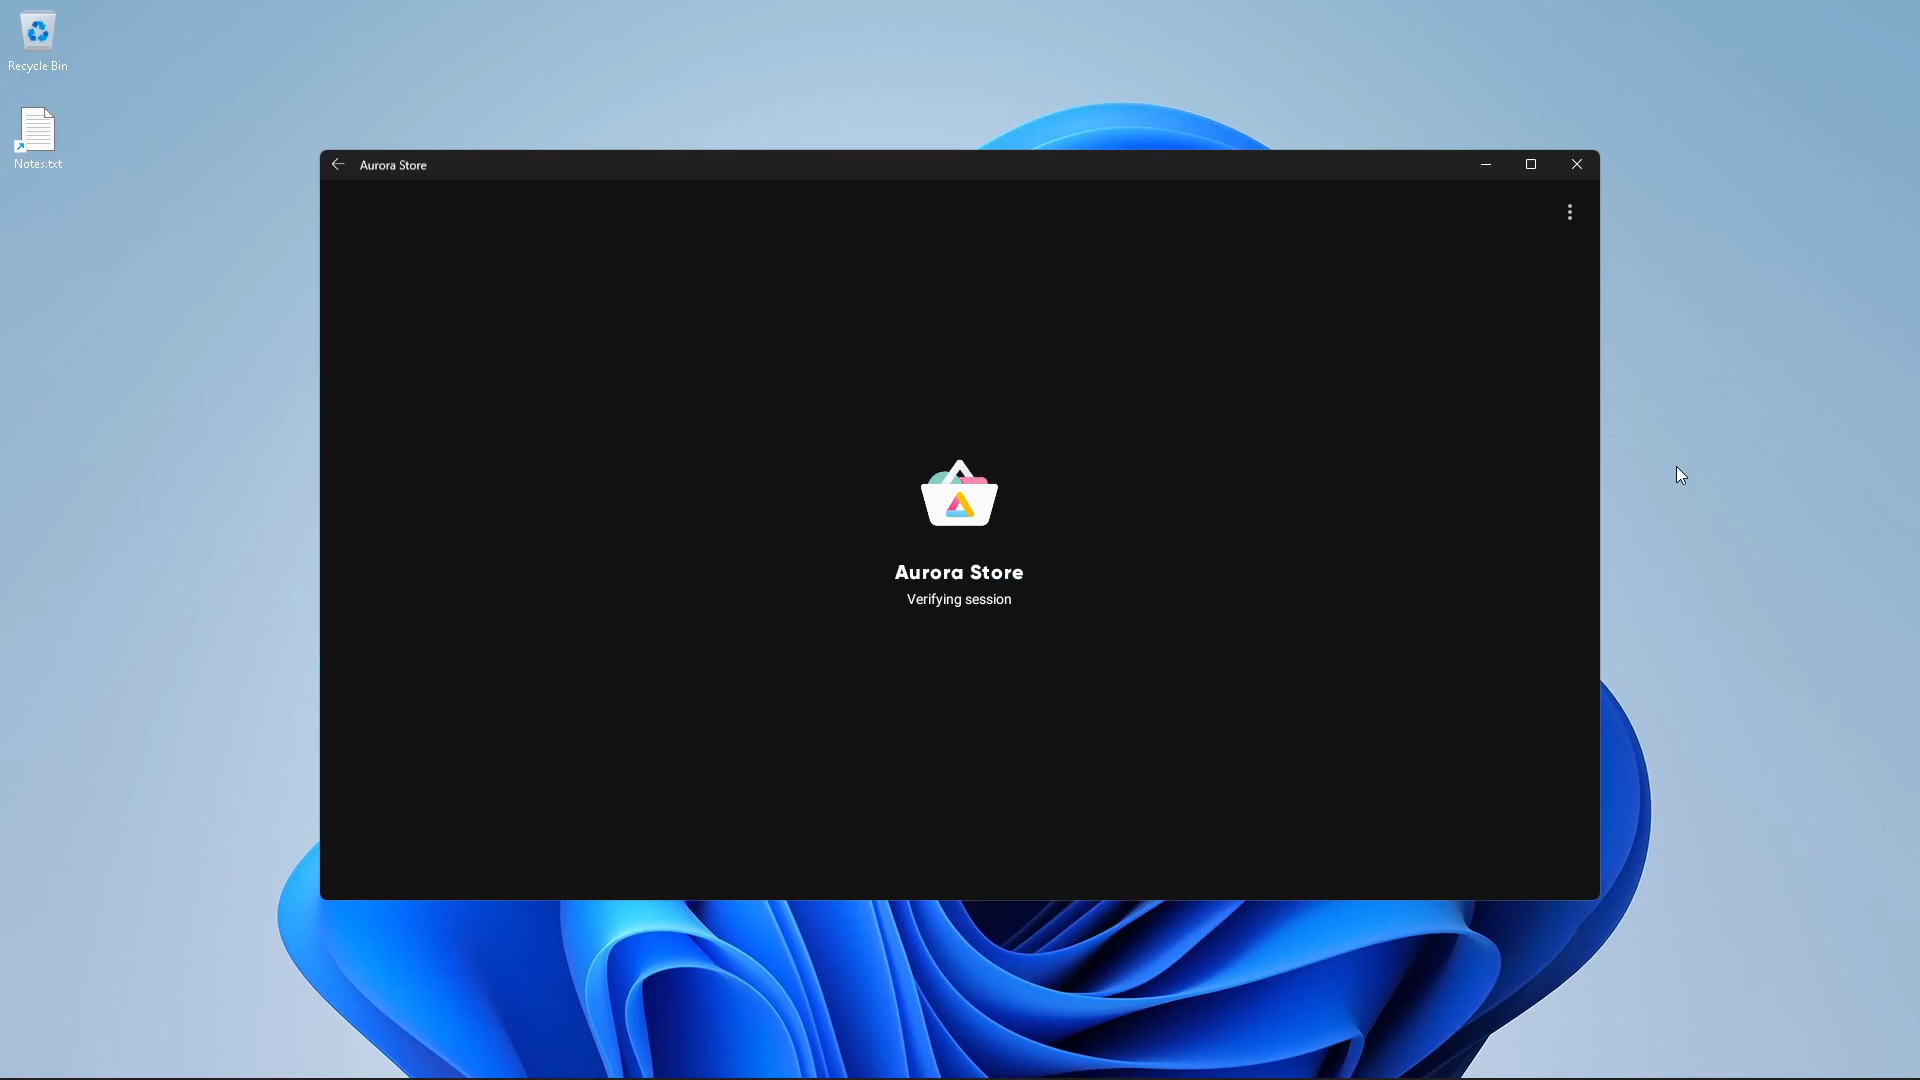 Recycle Bin
Notes.txt
Aurora Store
Aurora Store
Verifying session